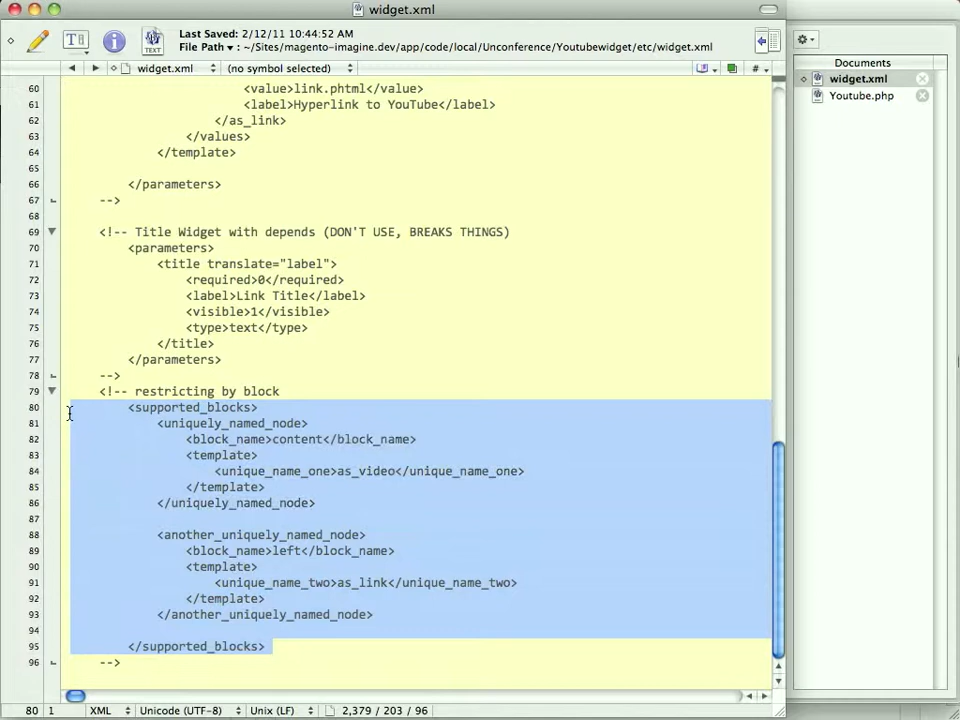 widget.xml
Last Saved: 2/12/11 10:44:52 AM
File Path ▾ : ~/Sites/magento-imagine.dev/app/code/local/Unconference/Youtubewidget/etc/widget.xml
TEXT
widget.xml (no symbol selected) #
Documents
widget.xml
Youtube.php
60 <value>link.phtml</value>
61 <label>Hyperlink to YouTube</label>
62 </as_link>
63 </values>
64 </template>
65
66 </parameters>
67 -->
68
69 <!-- Title Widget with depends (DON'T USE, BREAKS THINGS)
70 <parameters>
71 <title translate="label">
72 <required>0</required>
73 <label>Link Title</label>
74 <visible>1</visible>
75 <type>text</type>
76 </title>
77 </parameters>
78 -->
79 <!-- restricting by block
80 <supported_blocks>
81 <uniquely_named_node>
82 <block_name>content</block_name>
83 <template>
84 <unique_name_one>as_video</unique_name_one>
85 </template>
86 </uniquely_named_node>
87
88 <another_uniquely_named_node>
89 <block_name>left</block_name>
90 <template>
91 <unique_name_two>as_link</unique_name_two>
92 </template>
93 </another_uniquely_named_node>
94
95 </supported_blocks>
96 -->
80 1 XML Unicode (UTF-8) Unix (LF) 2,379 / 203 / 96